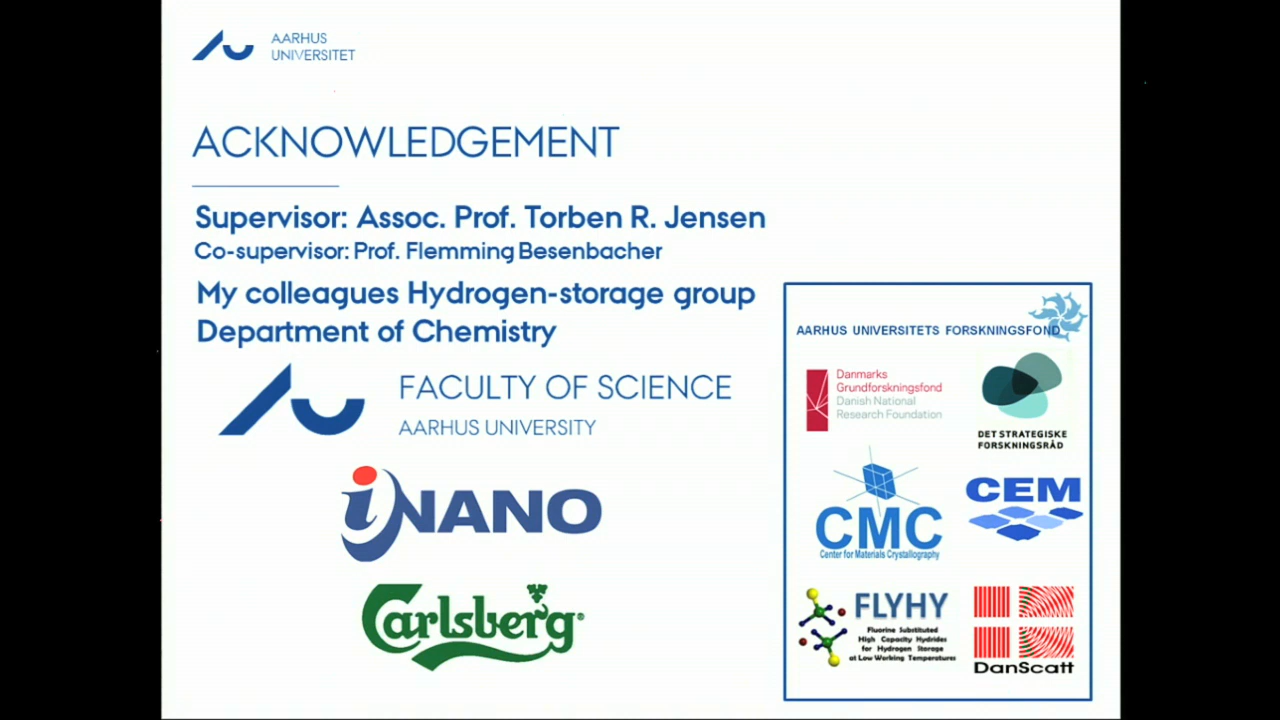 AARHUS
UNIVERSITET
ACKNOWLEDGEMENT
Supervisor: Assoc. Prof. Torben R. Jensen
Co-supervisor: Prof. Flemming Besenbacher
My colleagues Hydrogen-storage group
Department of Chemistry
FACULTY OF SCIENCE
AARHUS UNIVERSITY
iNANO
Carlsberg®
AARHUS UNIVERSITETS FORSKNINGSFOND
Danmarks
Grundforskningsfond
Danish National
Research Foundation
DET STRATEGISKE
FORSKNINGSRÅD
CMC
Center for Materials Crystallography
CEM
FLYHY
Fluorine Substituted
High Capacity Hydrides
for Hydrogen Storage
at Low Working Temperatures
DanScatt